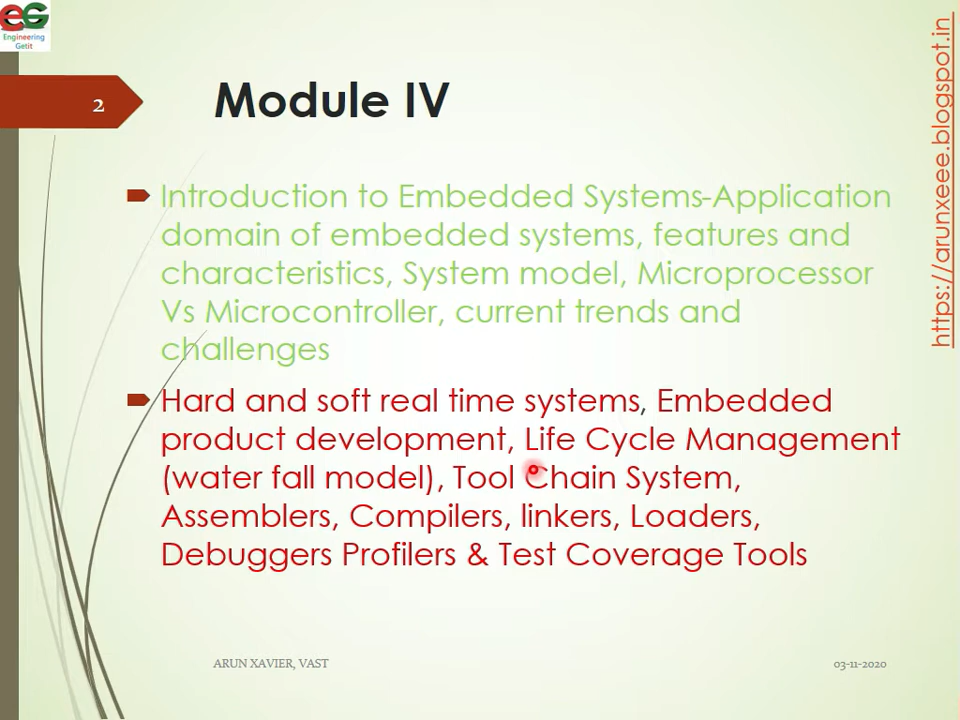 EG
Engineering
Getit
2
Module IV
Introduction to Embedded Systems-Application
domain of embedded systems, features and
characteristics, System model, Microprocessor
Vs Microcontroller, current trends and
challenges
Hard and soft real time systems, Embedded
product development, Life Cycle Management
(water fall model), Tool Chain System,
Assemblers, Compilers, linkers, Loaders,
Debuggers Profilers & Test Coverage Tools
ARUN XAVIER, VAST
03-11-2020
https://arunxeee.blogspot.in